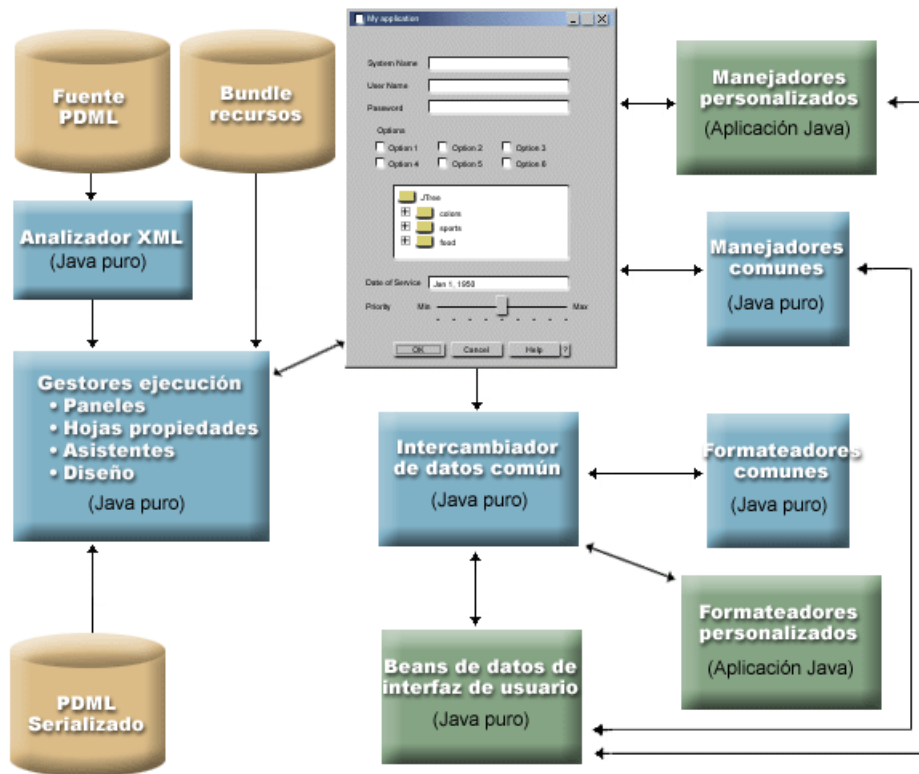 Fuente
PDML
Bundle
recursos
Analizador XML
(Java puro)
Gestores ejecución
• Paneles
• Hojas propiedades
• Asistentes
• Diseño
(Java puro)
PDML
Serializado
My application
System Name
User Name
Password
Options
Option 1 Option 2 Option 3
Option 4 Option 5 Option 6
JTree
colors
sports
food
Date of Service Jan 1, 1950
Priority Min Max
OK Cancel Help ?
Intercambiador
de datos común
(Java puro)
Beans de datos de
interfaz de usuario
(Java puro)
Manejadores
personalizados
(Aplicación Java)
Manejadores
comunes
(Java puro)
Formateadores
comunes
(Java puro)
Formateadores
personalizados
(Aplicación Java)